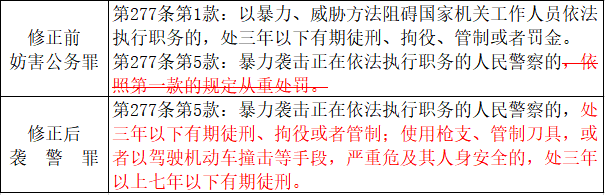 修正前
妨害公务罪
第277条第1款：以暴力、威胁方法阻碍国家机关工作人员依法
执行职务的，处三年以下有期徒刑、拘役、管制或者罚金。
第277条第5款：暴力袭击正在依法执行职务的人民警察的，依
照第一款的规定从重处罚。
修正后
袭 警 罪
第277条第5款：暴力袭击正在依法执行职务的人民警察的，处
三年以下有期徒刑、拘役或者管制；使用枪支、管制刀具，或
者以驾驶机动车撞击等手段，严重危及其人身安全的，处三年
以上七年以下有期徒刑。